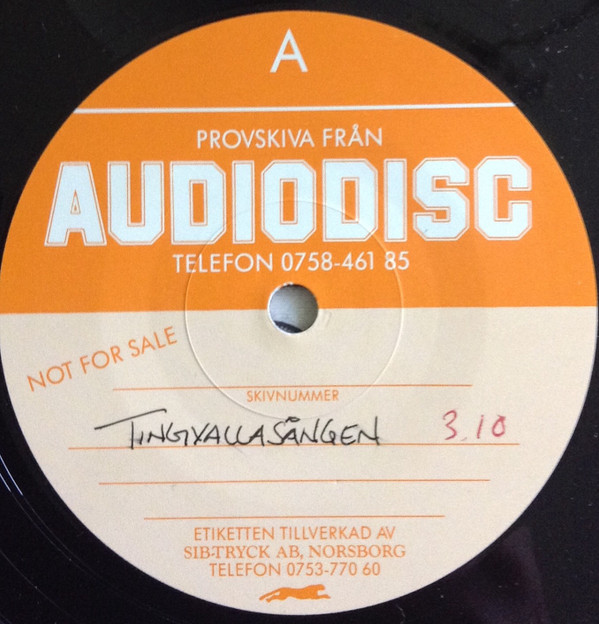 A
PROVSKIVA FRÅN
AUDIODISC
TELEFON 0758-461 85
NOT FOR SALE
SKIVNUMMER
TINGVALLASÅNGEN 3.10
ETIKETTEN TILLVERKAD AV
SIB-TRYCK AB, NORSBORG
TELEFON 0753-770 60